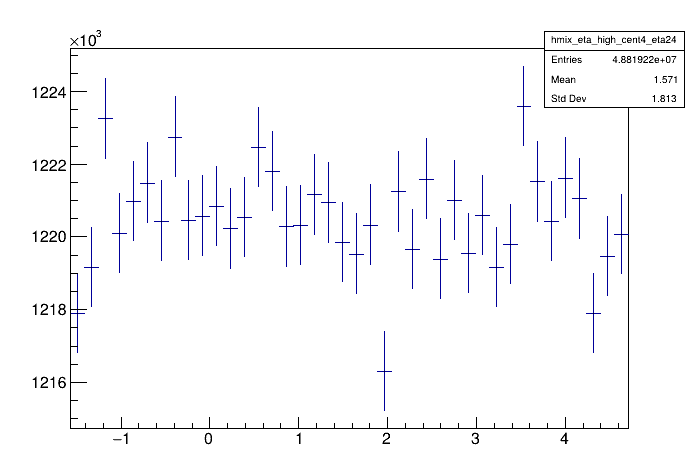 ×10³
hmix_eta_high_cent4_eta24
Entries 4.881922e+07
Mean 1.571
Std Dev 1.813
1224
1222
1220
1218
1216
−1 0 1 2 3 4